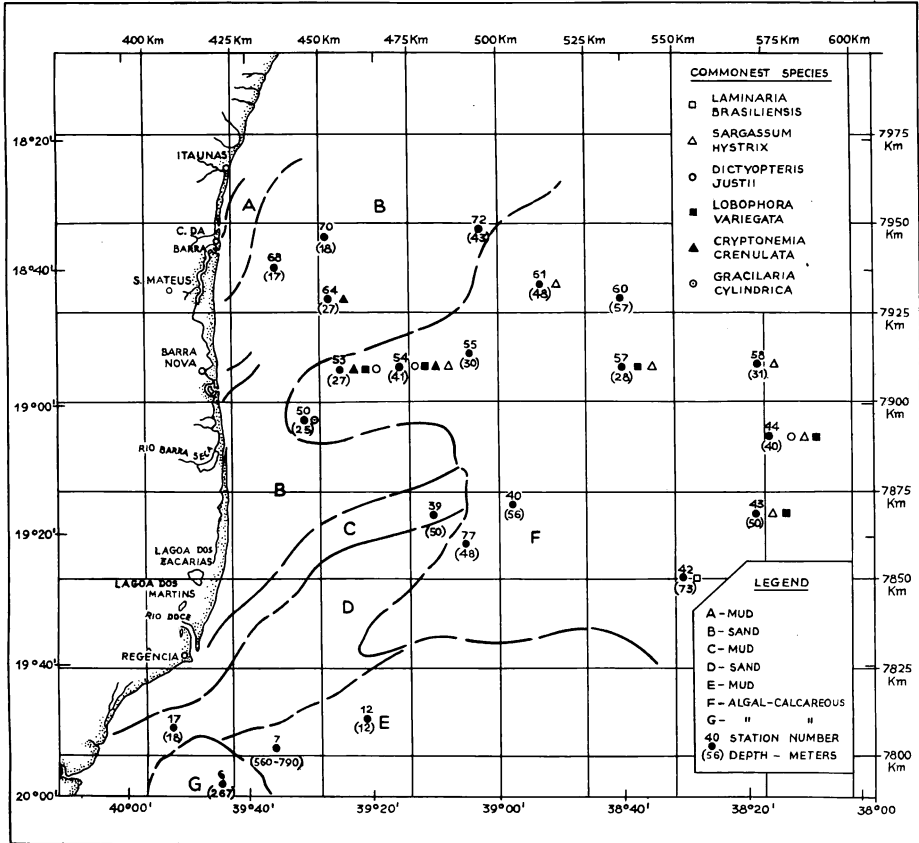 400 Km 425 Km 450 Km 475 Km 500 Km 525 Km 550 Km 575 Km 600 Km
COMMONEST SPECIES
LAMINARIA
BRASILIENSIS
SARGASSUM
HYSTRIX
DICTYOPTERIS
JUSTII
LOBOPHORA
VARIEGATA
CRYPTONEMIA
CRENULATA
GRACILARIA
CYLINDRICA
18°20'
18°40'
19°00'
19°20'
19°40'
20°00'
7975
Km
7950
Km
7925
Km
7900
Km
7875
Km
7850
Km
7825
Km
7800
Km
ITAUNAS
C. DA
BARRA
S. MATEUS
BARRA
NOVA
RIO BARRA SECA
LAGOA DOS
ZACARIAS
LAGOA DOS
MARTINS
RIO DOCE
REGÊNCIA
A
B
70
(18)
72
(43)
68
(17)
64
(27)
61
(48)
60
(57)
53
(27)
54
(41)
55
(30)
57
(28)
58
(31)
50
(25)
44
(40)
B
C
39
(50)
40
(56)
F
43
(50)
77
(48)
42
(73)
D
17
(18)
7
(560-790)
12
(12)
E
G
6
(267)
LEGEND
A - MUD
B - SAND
C - MUD
D - SAND
E - MUD
F - ALGAL-CALCAREOUS
G - " "
40 STATION NUMBER
(56) DEPTH - METERS
40°00' 39°40' 39°20' 39°00' 38°40' 38°20' 38°00'